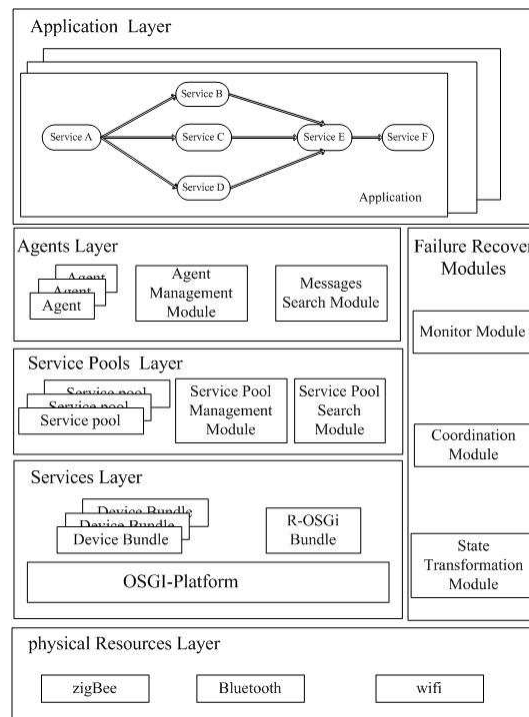 Application Layer
Service B
Service A
Service C
Service E
Service F
Service D
Application
Agents Layer
Agent
Agent
Agent
Agent
Management
Module
Messages
Search Module
Failure Recover
Modules
Monitor Module
Coordination
Module
State
Transformation
Module
Service Pools Layer
Service pool
Service pool
Service pool
Service Pool
Management
Module
Service Pool
Search
Module
Services Layer
Device Bundle
Device Bundle
Device Bundle
R-OSGi
Bundle
OSGI-Platform
physical Resources Layer
zigBee
Bluetooth
wifi